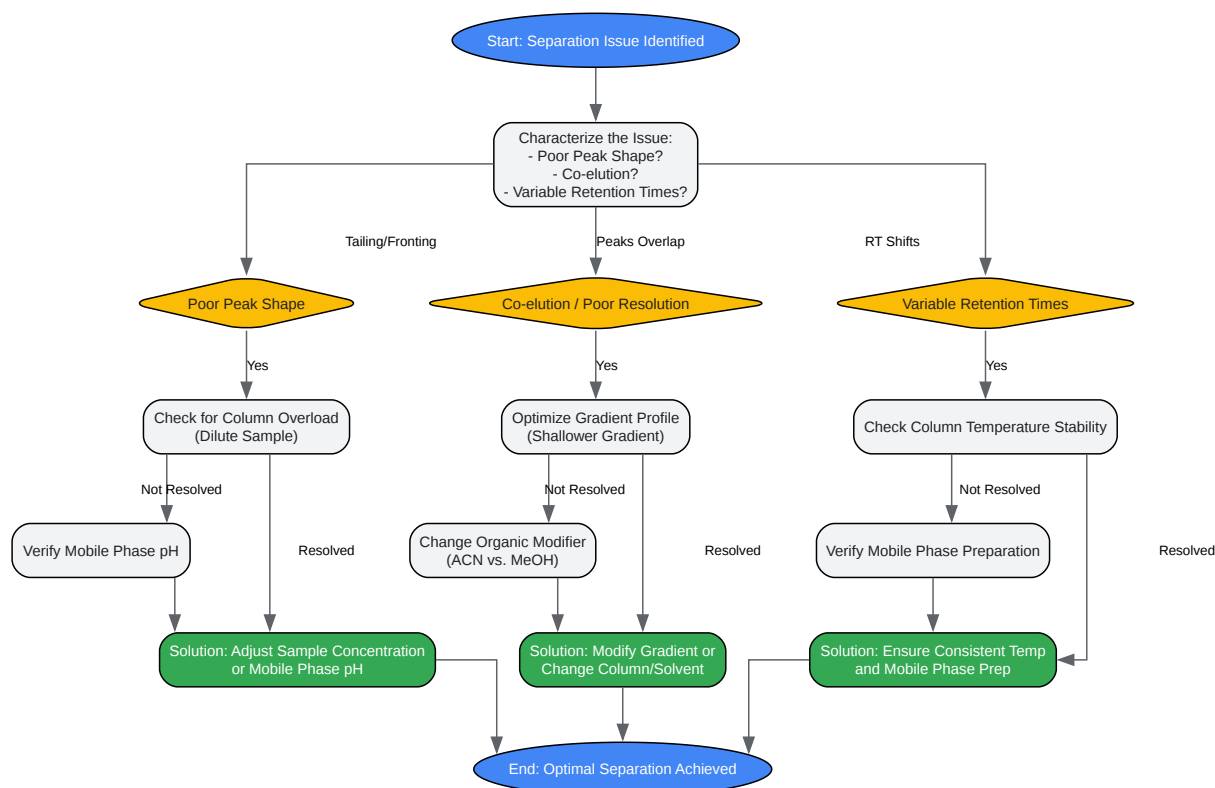 Start: Separation Issue Identified
Characterize the Issue:
- Poor Peak Shape?
- Co-elution?
- Variable Retention Times?
Tailing/Fronting
Peaks Overlap
RT Shifts
Poor Peak Shape
Co-elution / Poor Resolution
Variable Retention Times
Yes
Yes
Yes
Check for Column Overload
(Dilute Sample)
Optimize Gradient Profile
(Shallower Gradient)
Check Column Temperature Stability
Not Resolved
Not Resolved
Not Resolved
Verify Mobile Phase pH
Resolved
Change Organic Modifier
(ACN vs. MeOH)
Resolved
Verify Mobile Phase Preparation
Resolved
Solution: Adjust Sample Concentration
or Mobile Phase pH
Solution: Modify Gradient or
Change Column/Solvent
Solution: Ensure Consistent Temp
and Mobile Phase Prep
End: Optimal Separation Achieved